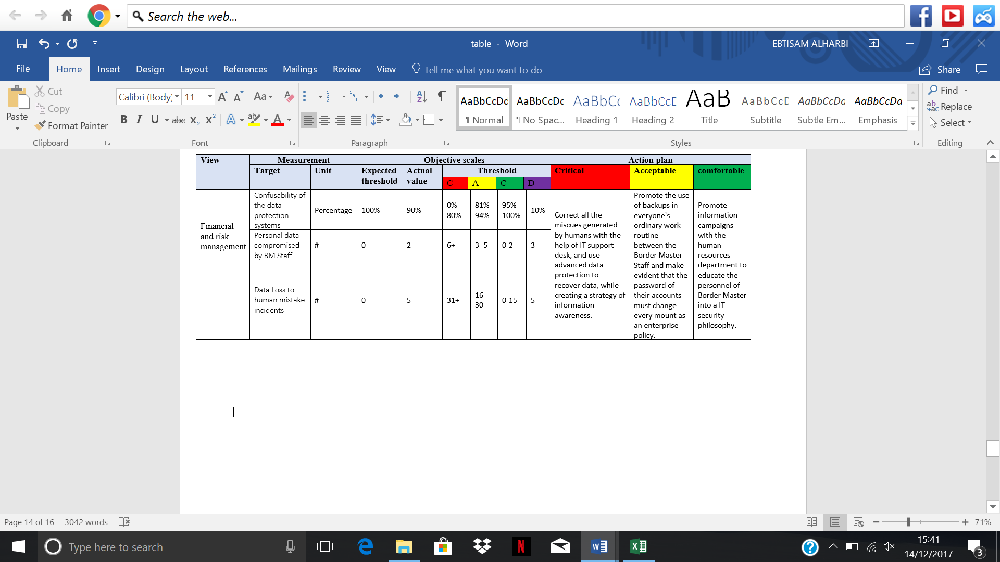 Search the web...
table - Word
EBTISAM ALHARBI
File
Home
Insert
Design
Layout
References
Mailings
Review
View
Tell me what you want to do
Share
Paste
Cut
Copy
Format Painter
Clipboard
Calibri (Body)
11
Font
Paragraph
AaBbCcDc
¶ Normal
AaBbCcDc
¶ No Spac...
AaBbCc
Heading 1
AaBbCcD
Heading 2
AaB
Title
AaBbCcD
Subtitle
AaBbCcDa
Subtle Em...
AaBbCcDa
Emphasis
Styles
Find
Replace
Select
Editing
View
Measurement
Objective scales
Action plan
Target
Unit
Expected
threshold
Actual
value
Threshold
C
A
C
D
Critical
Acceptable
comfortable
Financial
and risk
management
Confusability of
the data
protection
systems
Percentage
100%
90%
0%-
80%
81%-
94%
95%-
100%
10%
Personal data
compromised
by BM Staff
#
0
2
6+
3- 5
0-2
3
Data Loss to
human mistake
incidents
#
0
5
31+
16-
30
0-15
5
Correct all the
miscues generated
by humans with the
help of IT support
desk, and use
advanced data
protection to
recover data, while
creating a strategy of
information
awareness.
Promote the use
of backups in
everyone's
ordinary work
routine
between the
Border Master
Staff and make
evident that the
password of
their accounts
must change
every mount as
an enterprise
policy.
Promote
information
campaigns
with the
human
resources
department to
educate the
personnel of
Border Master
into a IT
security
philosophy.
Page 14 of 16
3042 words
71%
Type here to search
15:41
14/12/2017
3